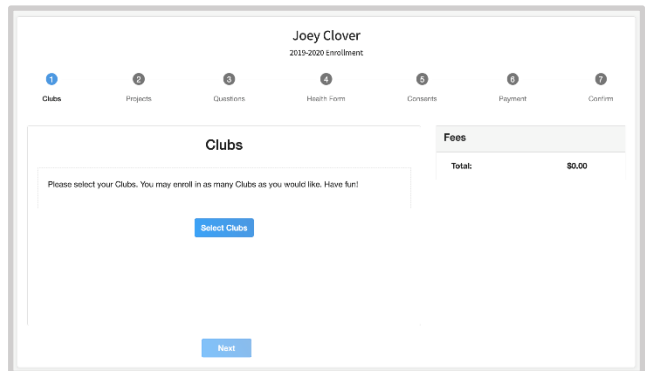 Joey Clover
2019-2020 Enrollment
1 2 3 4 5 6 7
Clubs Projects Questions Health Form Consents Payment Confirm
Clubs
Please select your Clubs. You may enroll in as many Clubs as you would like. Have fun!
Select Clubs
Next
Fees
Total: $0.00